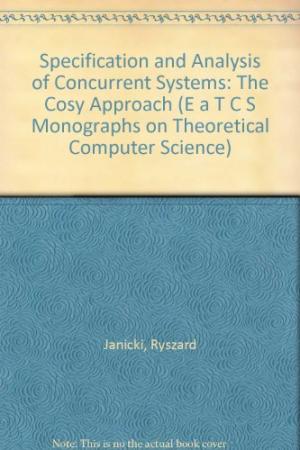 Specification and Analysis
of Concurrent Systems: The
Cosy Approach (E a T C S
Monographs on Theoretical
Computer Science)
Janicki, Ryszard
Note: This is no the actual book cover